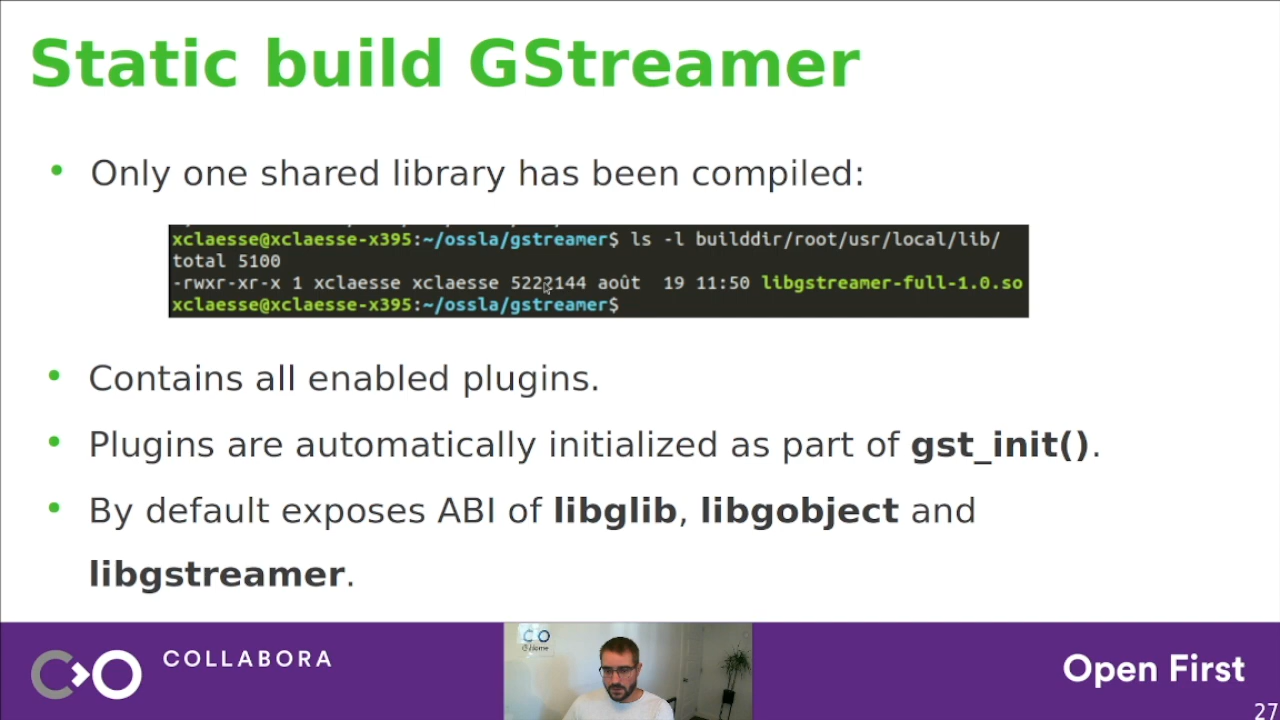 Static build GStreamer
• Only one shared library has been compiled:
xclaesse@xclaesse-x395:~/ossla/gstreamer$ ls -l builddir/root/usr/local/lib/
total 5100
-rwxr-xr-x 1 xclaesse xclaesse 5222144 août  19 11:50 libgstreamer-full-1.0.so
xclaesse@xclaesse-x395:~/ossla/gstreamer$
• Contains all enabled plugins.
• Plugins are automatically initialized as part of gst_init().
• By default exposes ABI of libglib, libgobject and
libgstreamer.
COLLABORA
Open First
27